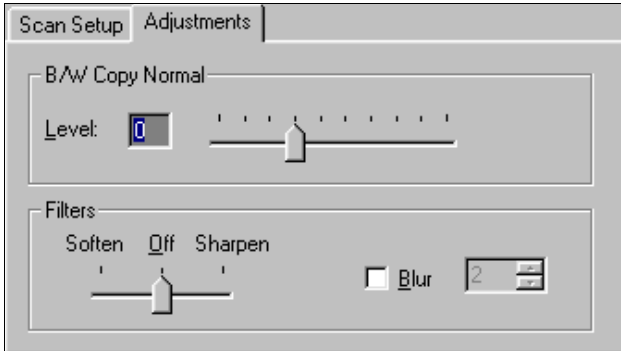 Scan Setup Adjustments
B/W Copy Normal
Level: 0
Filters
Soften Off Sharpen
Blur 2